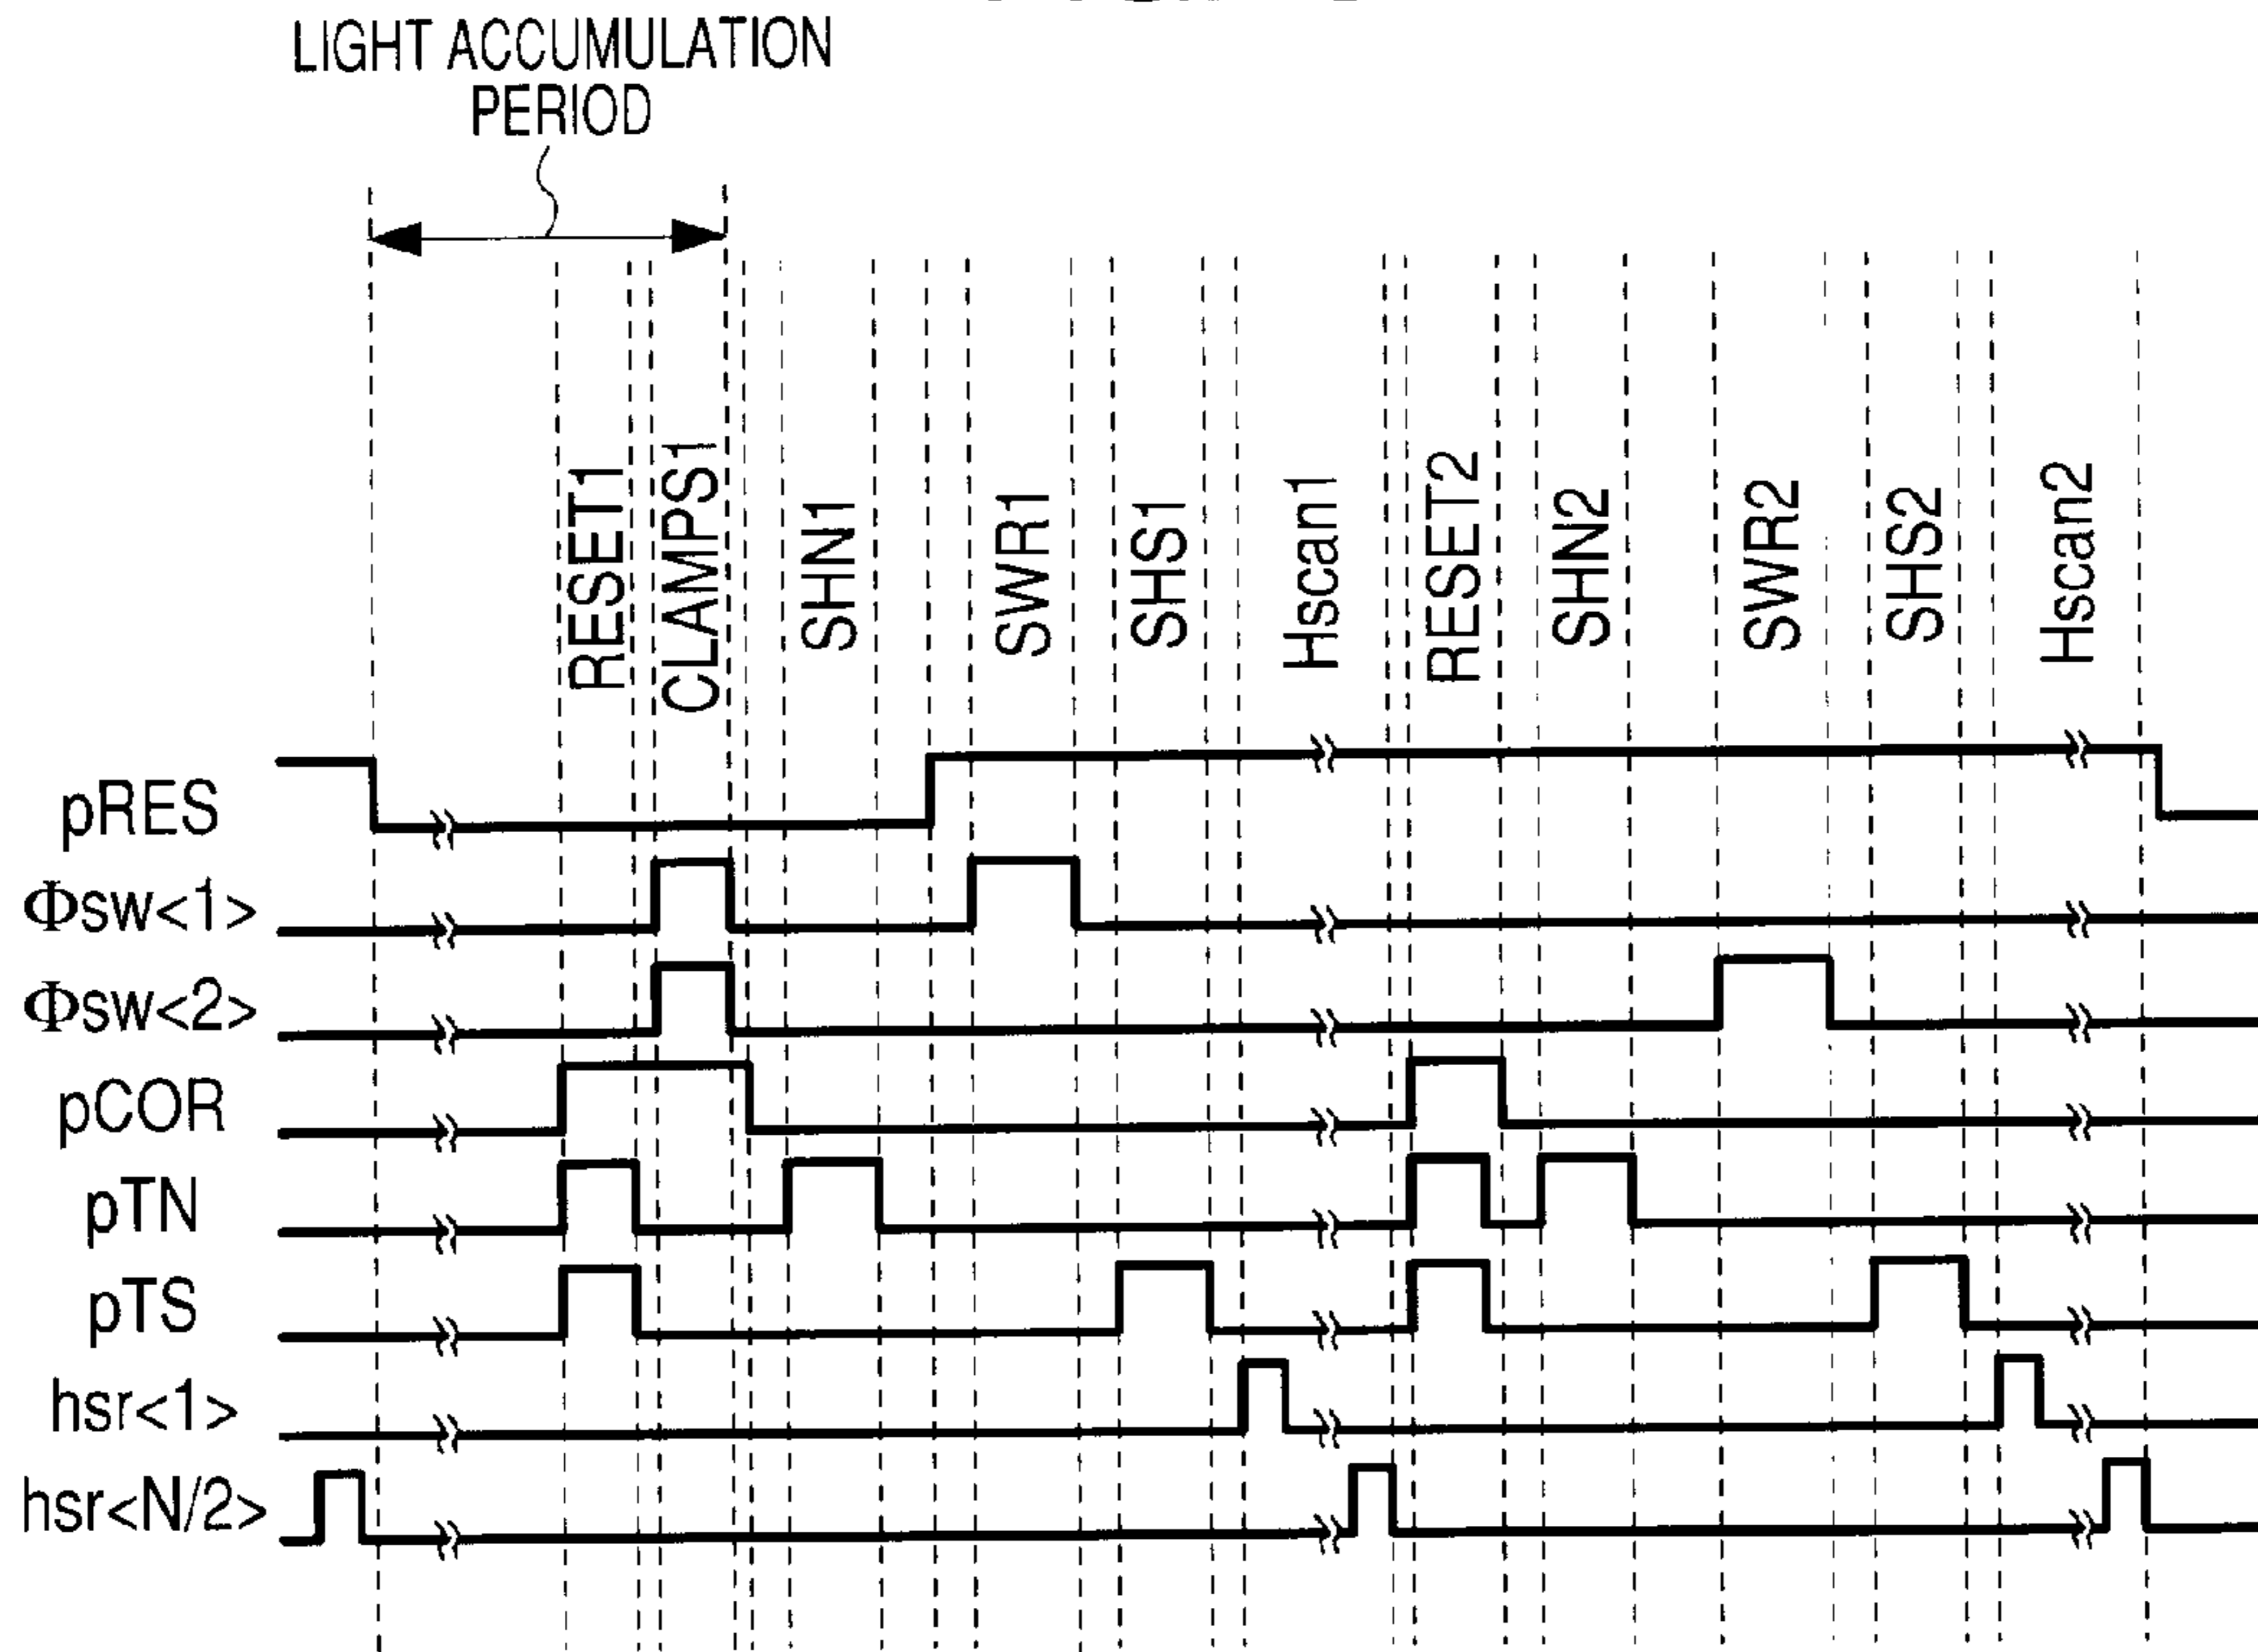 LIGHT ACCUMULATION
PERIOD
RESET1
CLAMPS1
SHN1
SWR1
SHS1
Hscan1
RESET2
SHN2
SWR2
SHS2
Hscan2
pRES
Φsw<1>
Φsw<2>
pCOR
pTN
pTS
hsr<1>
hsr<N/2>